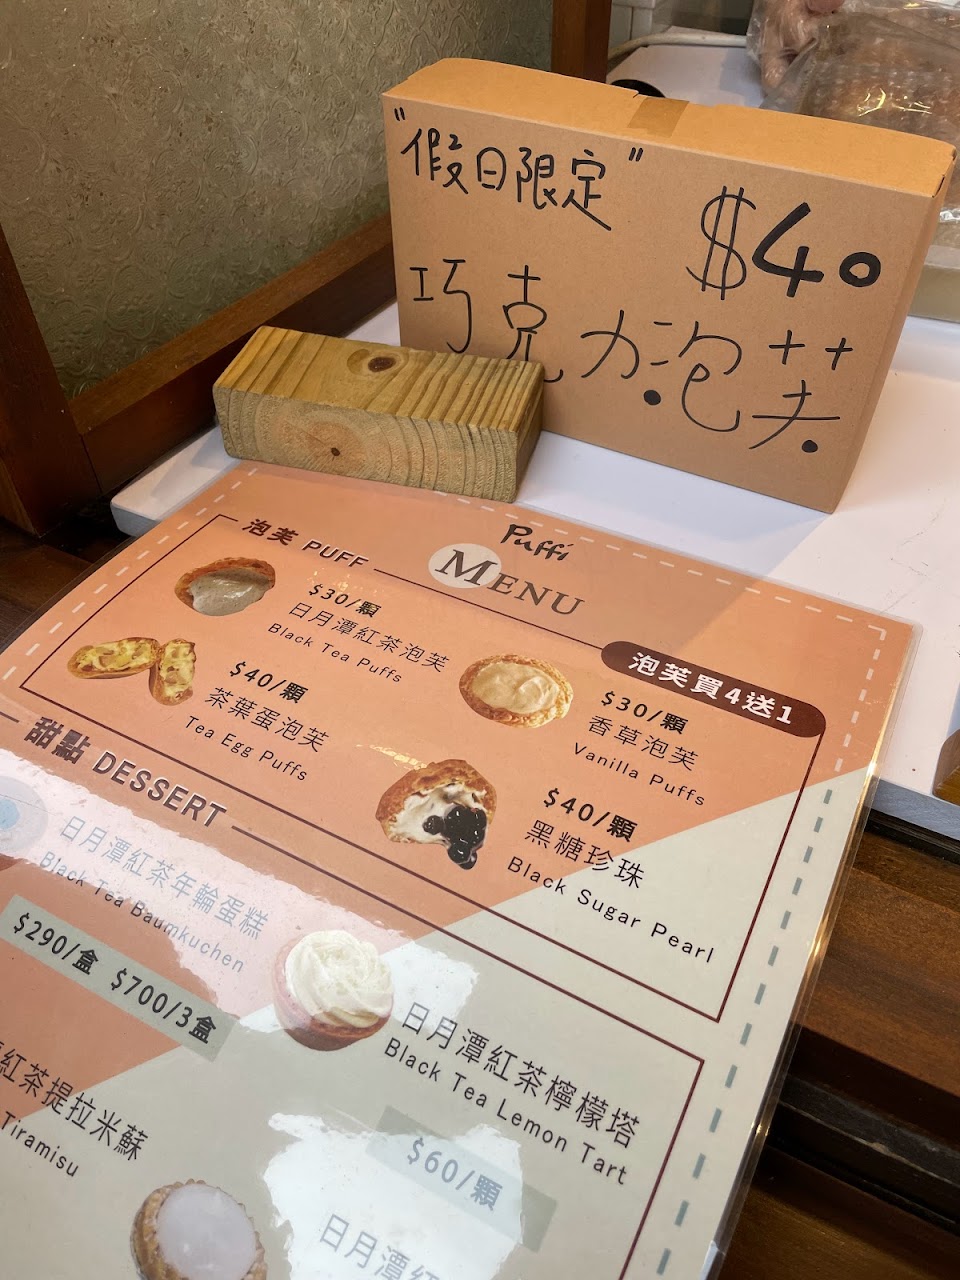 "假日限定"
$40
巧克力泡芙
Puffi
MENU
泡芙 PUFF
泡芙買4送1
$30/顆
日月潭紅茶泡芙
Black Tea Puffs
$30/顆
香草泡芙
Vanilla Puffs
$40/顆
茶葉蛋泡芙
Tea Egg Puffs
$40/顆
黑糖珍珠
Black Sugar Pearl
甜點 DESSERT
日月潭紅茶年輪蛋糕
Black Tea Baumkuchen
$290/盒 $700/3盒
日月潭紅茶檸檬塔
Black Tea Lemon Tart
$60/顆
紅茶提拉米蘇
Tiramisu
日月潭紅